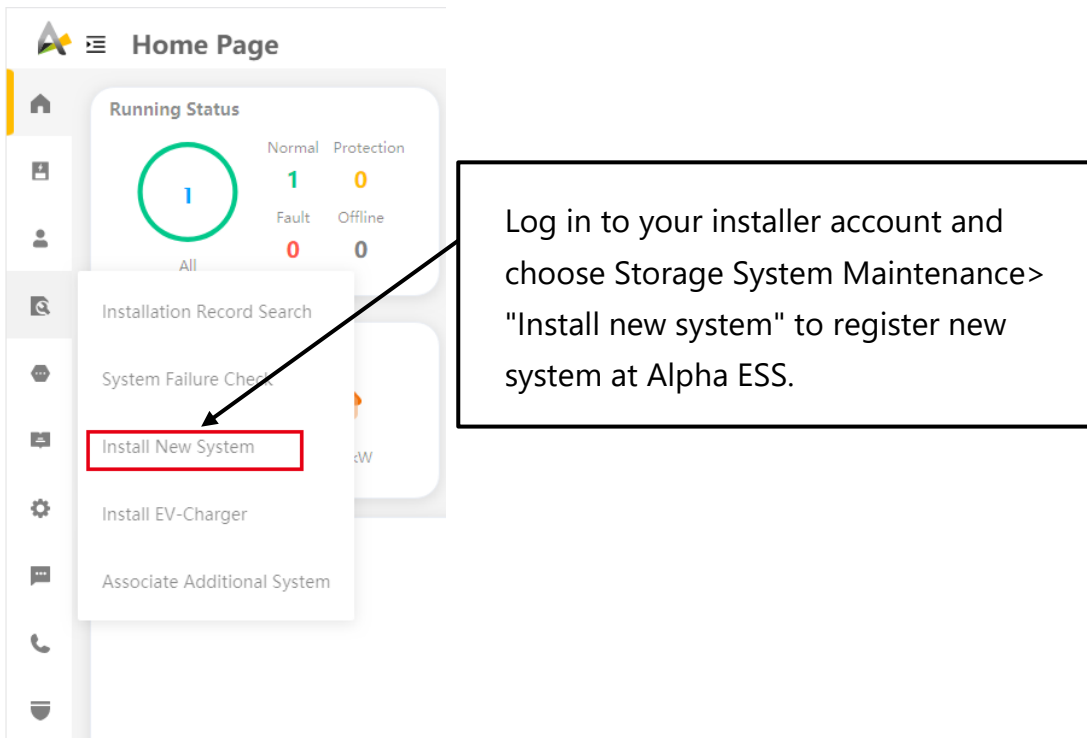 Home Page
Running Status
Normal Protection
1 0
1
Fault Offline
0 0
All
Installation Record Search
System Failure Check
Install New System
kW
Install EV-Charger
Associate Additional System
Log in to your installer account and
choose Storage System Maintenance>
"Install new system" to register new
system at Alpha ESS.